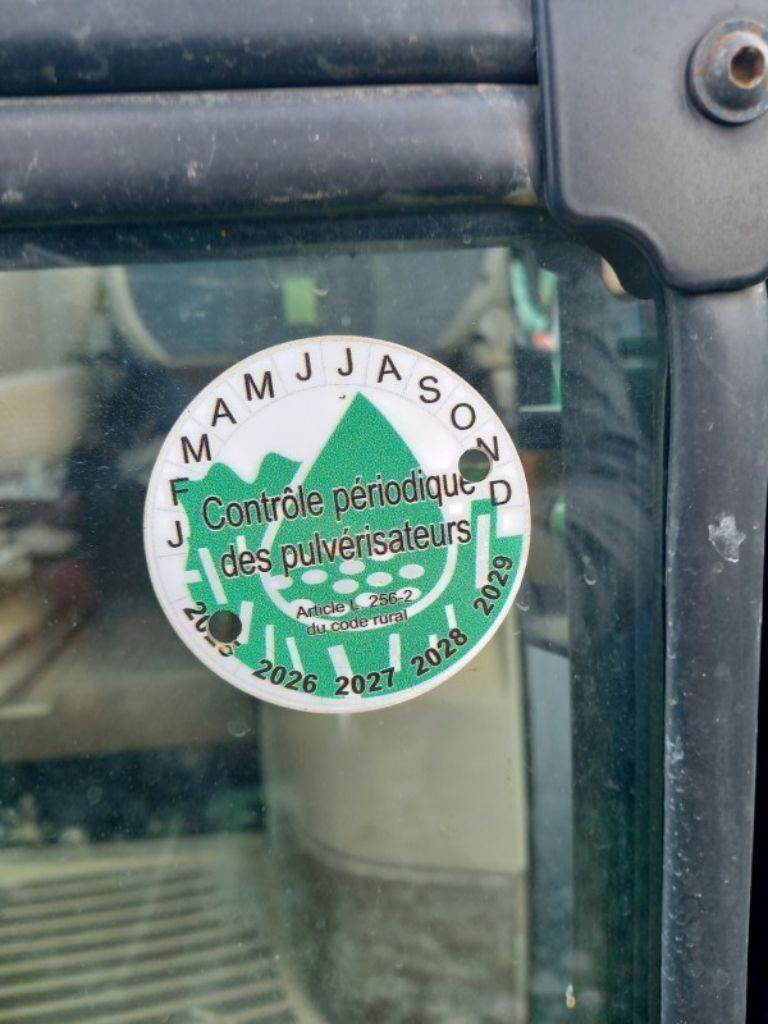 J F M A M J J A S O N D
Contrôle périodique
des pulvérisateurs
Article L 256-2
du code rural
2026 2027 2028 2029